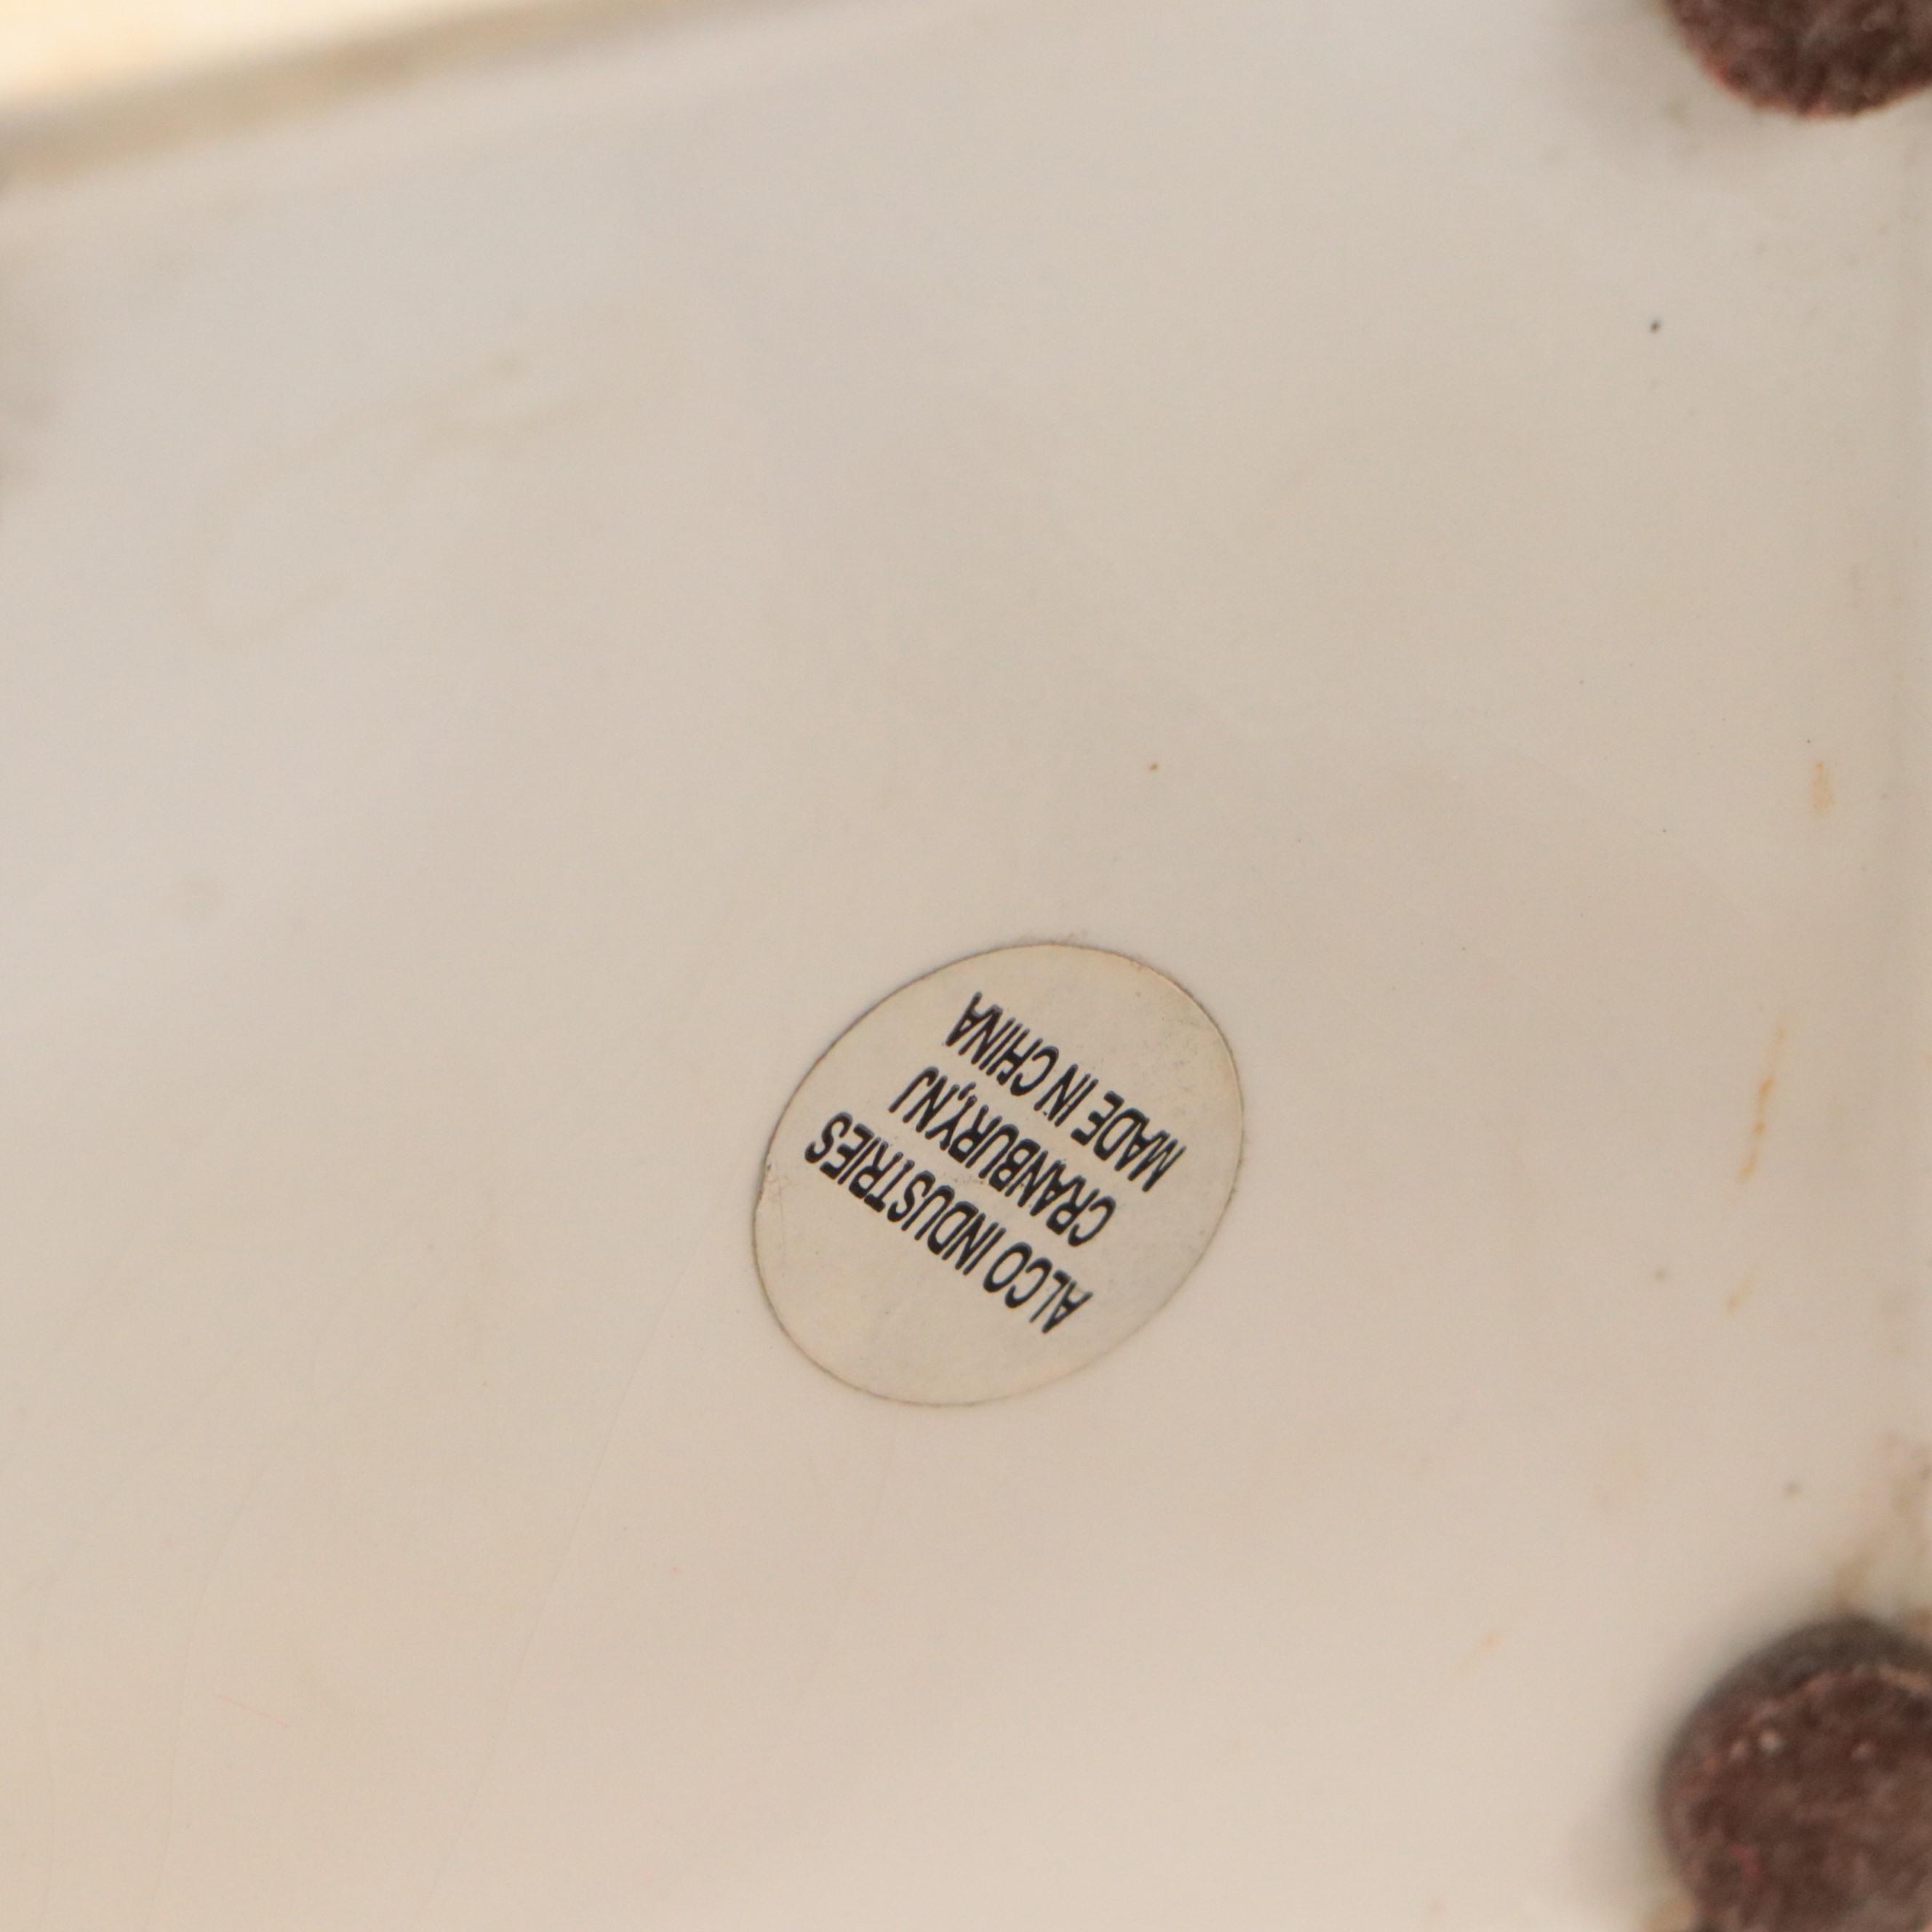 ALCO INDUSTRIES
CRANBURY,NJ
MADE IN CHINA